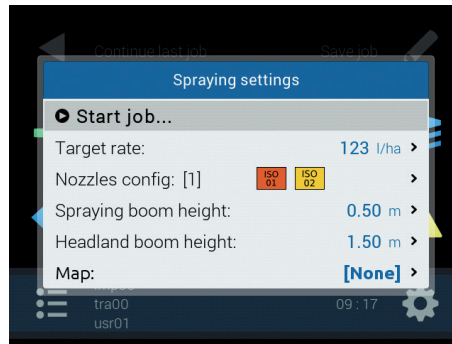 Continue last job Save job
Spraying settings
Start job...
Target rate: 123 l/ha
Nozzles config: [1] ISO 01 ISO 02
Spraying boom height: 0.50 m
Headland boom height: 1.50 m
Map: [None]
tra00 09:17
usr01